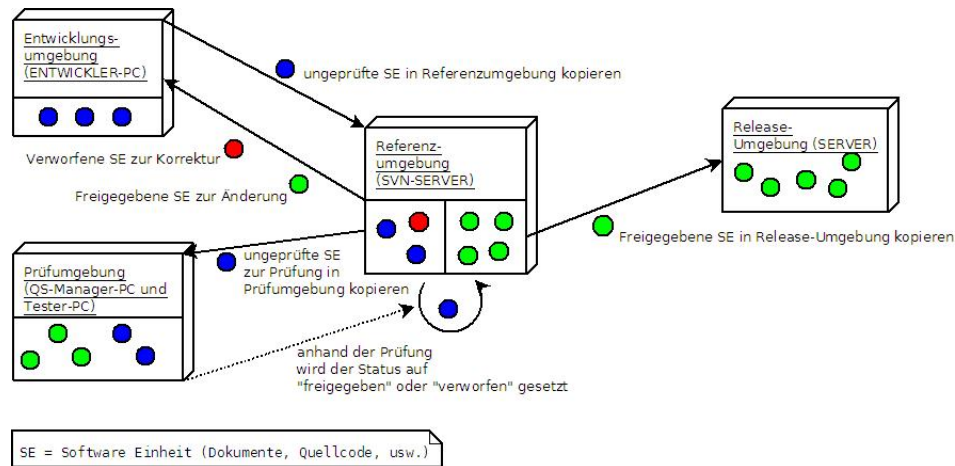 Entwicklungs-
umgebung
(ENTWICKLER-PC)
ungeprüfte SE in Referenzumgebung kopieren
Verworfene SE zur Korrektur
Freigegebene SE zur Änderung
Referenz-
umgebung
(SVN-SERVER)
Release-
Umgebung (SERVER)
Freigegebene SE in Release-Umgebung kopieren
ungeprüfte SE
zur Prüfung in
Prüfumgebung kopieren
Prüfumgebung
(QS-Manager-PC und
Tester-PC)
anhand der Prüfung
wird der Status auf
"freigegeben" oder "verworfen" gesetzt
SE = Software Einheit (Dokumente, Quellcode, usw.)